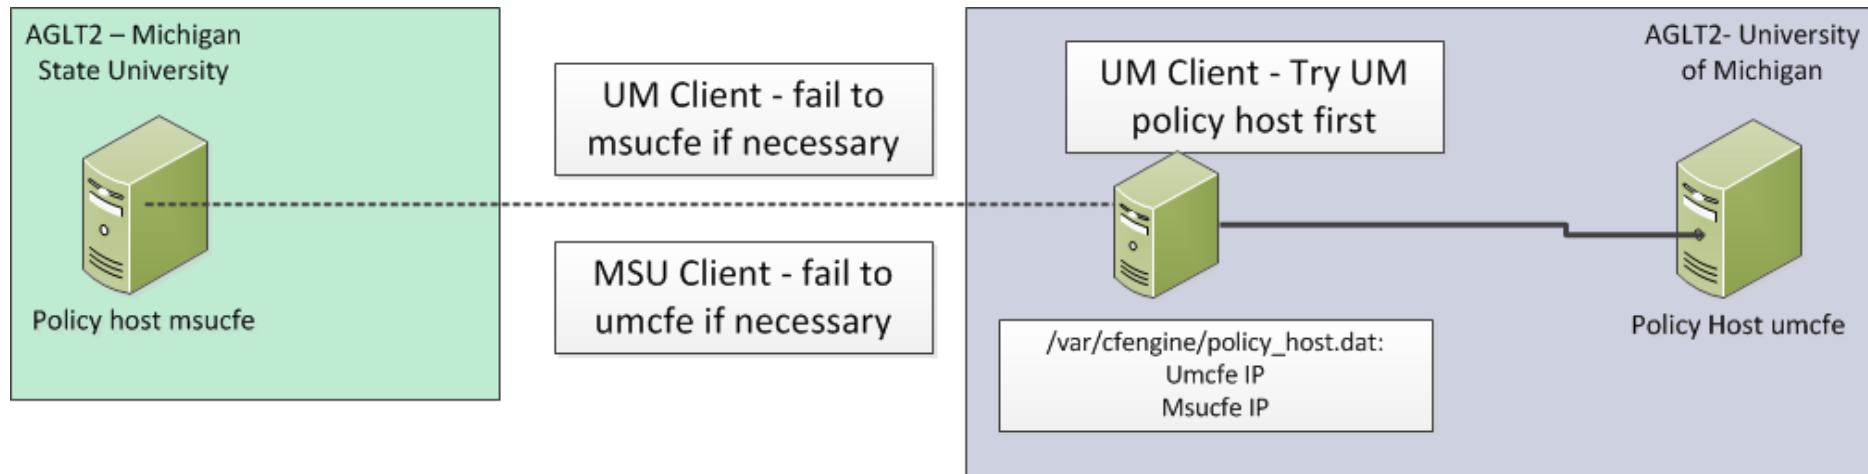 AGLT2 – Michigan
State University
Policy host msucfe
UM Client - fail to
msucfe if necessary
MSU Client - fail to
umcfe if necessary
UM Client - Try UM
policy host first
/var/cfengine/policy_host.dat:
Umcfe IP
Msucfe IP
AGLT2- University
of Michigan
Policy Host umcfe